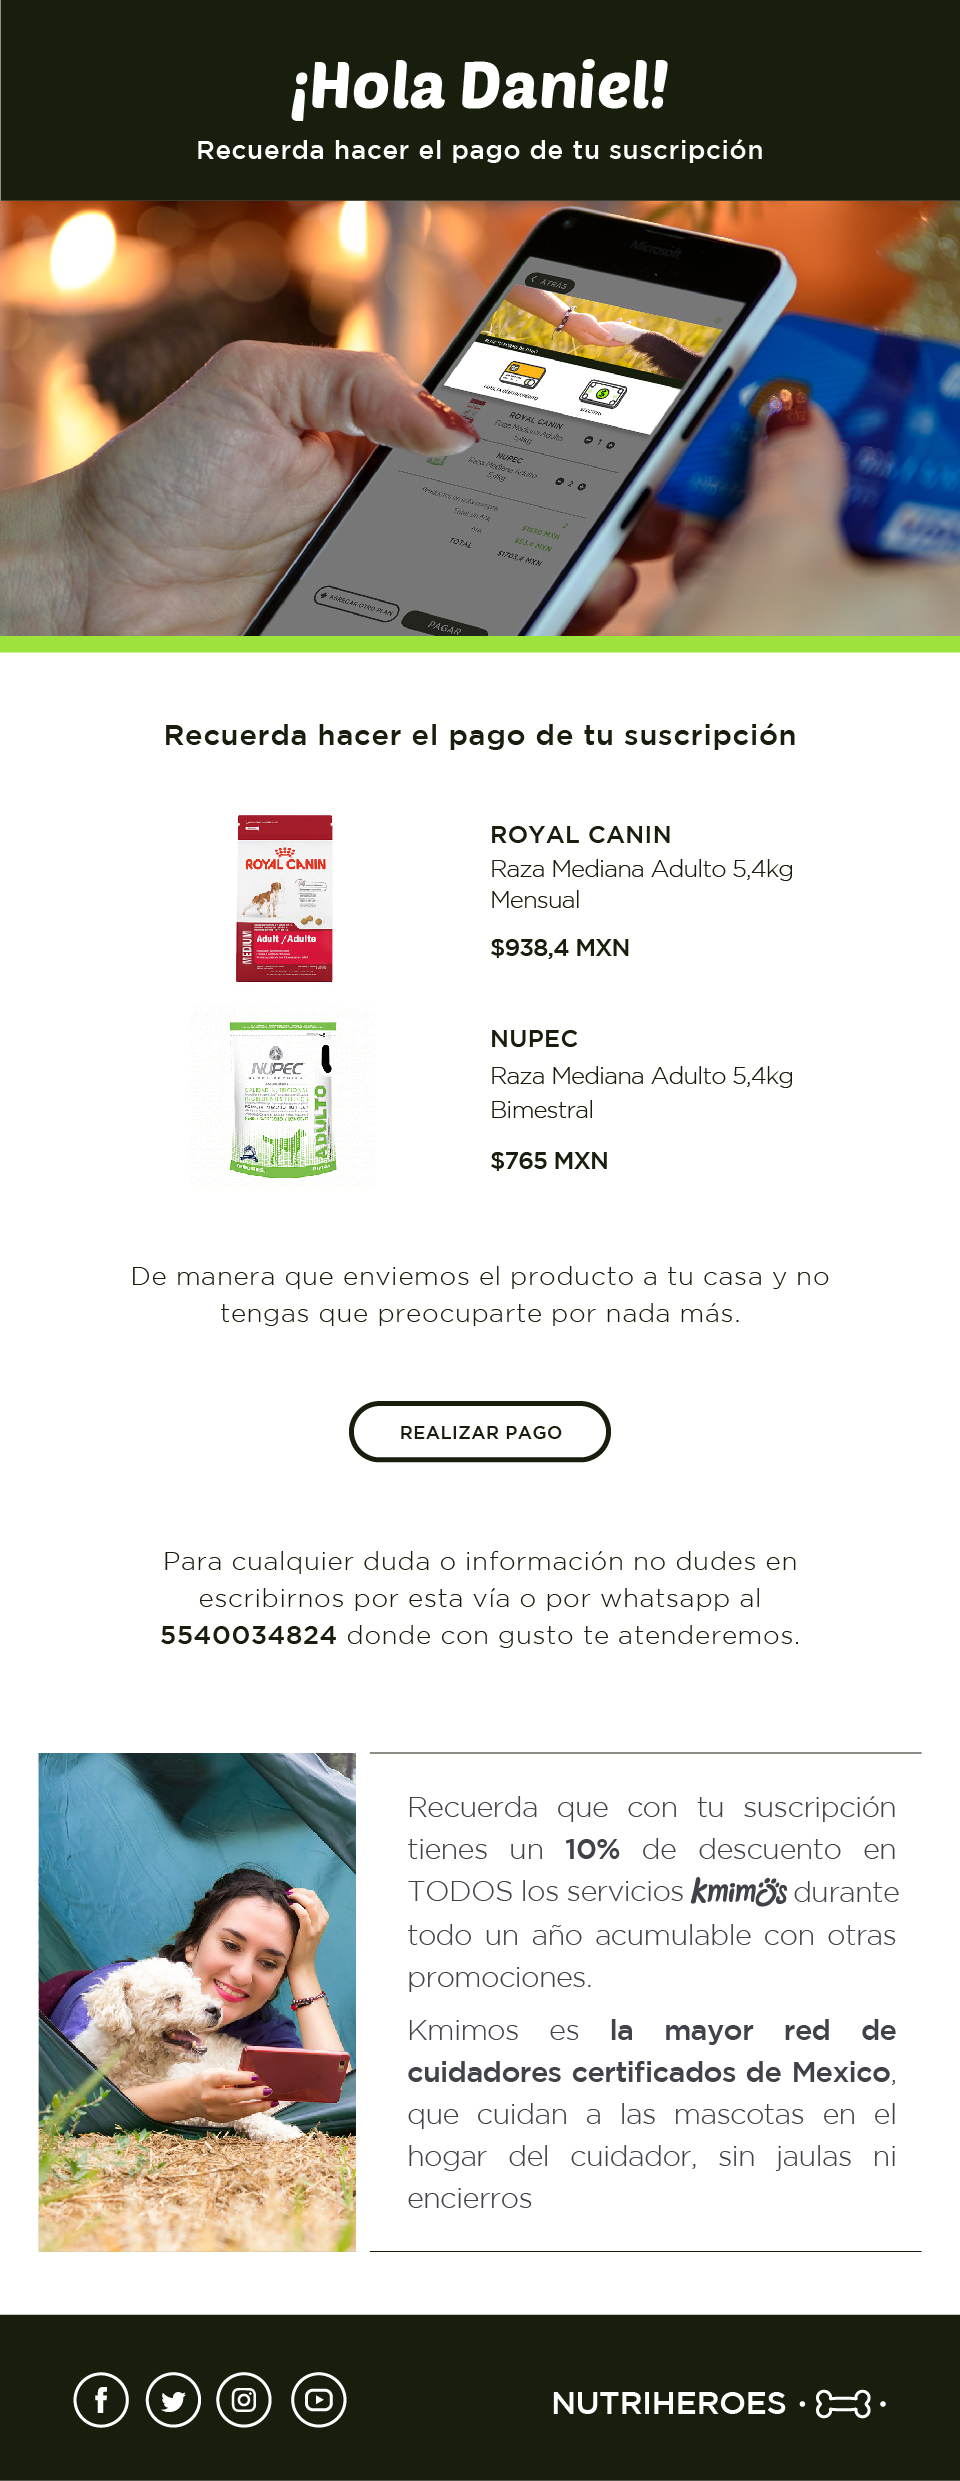 ¡Hola Daniel!
Recuerda hacer el pago de tu suscripción
Microsoft
ATRÁS
ROYAL CANIN
Raza Mediana Adulto
5,4kg
1
NUPEC
Raza Mediana Adulto
5,4kg
2
TOTAL
$1703,4 MXN
AGREGAR OTRO PLAN
PAGAR
Recuerda hacer el pago de tu suscripción
ROYAL CANIN
MEDIUM
Adult / Adulte
ROYAL CANIN
Raza Mediana Adulto 5,4kg
Mensual
$938,4 MXN
NUPEC
ADULTO
NUPEC
Raza Mediana Adulto 5,4kg
Bimestral
$765 MXN
De manera que enviemos el producto a tu casa y no
tengas que preocuparte por nada más.
REALIZAR PAGO
Para cualquier duda o información no dudes en
escribirnos por esta vía o por whatsapp al
5540034824 donde con gusto te atenderemos.
Recuerda que con tu suscripción
tienes un 10% de descuento en
TODOS los servicios kmimos durante
todo un año acumulable con otras
promociones.
Kmimos es la mayor red de
cuidadores certificados de Mexico,
que cuidan a las mascotas en el
hogar del cuidador, sin jaulas ni
encierros
NUTRIHEROES